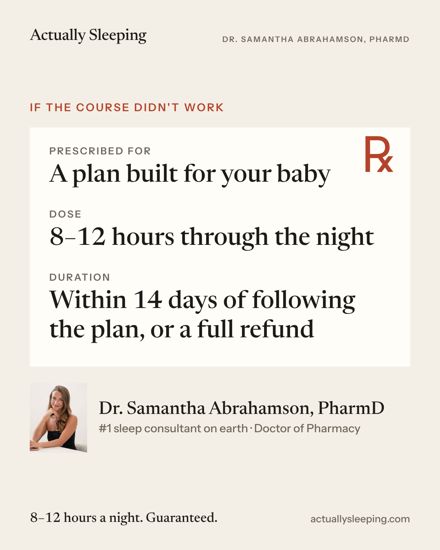 Actually Sleeping
DR. SAMANTHA ABRAHAMSON, PHARMD
IF THE COURSE DIDN'T WORK
PRESCRIBED FOR
A plan built for your baby
Rx
DOSE
8–12 hours through the night
DURATION
Within 14 days of following
the plan, or a full refund
Dr. Samantha Abrahamson, PharmD
#1 sleep consultant on earth · Doctor of Pharmacy
8–12 hours a night. Guaranteed.
actuallysleeping.com